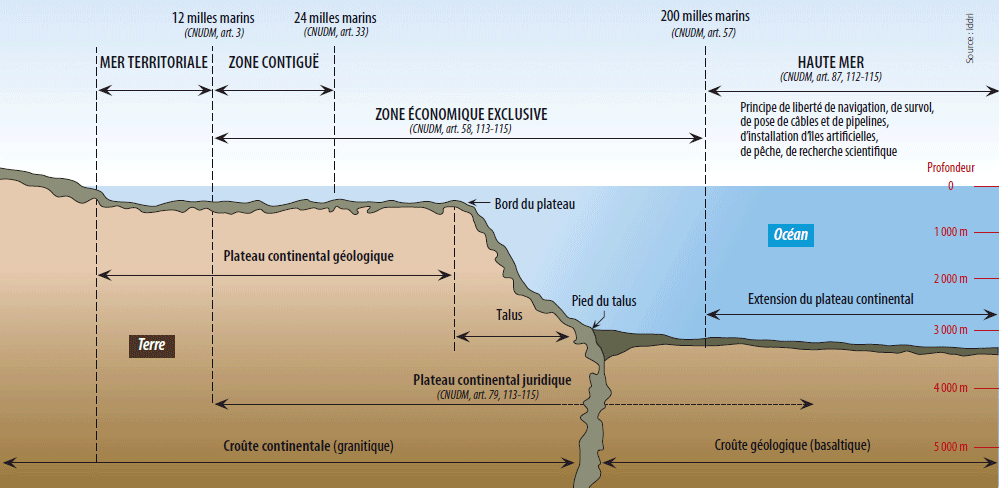 12 milles marins
(CNUDM, art. 3)
24 milles marins
(CNUDM, art. 33)
200 milles marins
(CNUDM, art. 57)
Source : Iddri
MER TERRITORIALE
ZONE CONTIGUË
HAUTE MER
(CNUDM, art. 87, 112-115)
ZONE ÉCONOMIQUE EXCLUSIVE
(CNUDM, art. 58, 113-115)
Principe de liberté de navigation, de survol,
de pose de câbles et de pipelines,
d'installation d'îles artificielles,
de pêche, de recherche scientifique
Profondeur
0
Bord du plateau
1 000 m
Océan
Plateau continental géologique
2 000 m
Pied du talus
Extension du plateau continental
Talus
3 000 m
Terre
Plateau continental juridique
(CNUDM, art. 79, 113-115)
4 000 m
Croûte continentale (granitique)
Croûte géologique (basaltique)
5 000 m